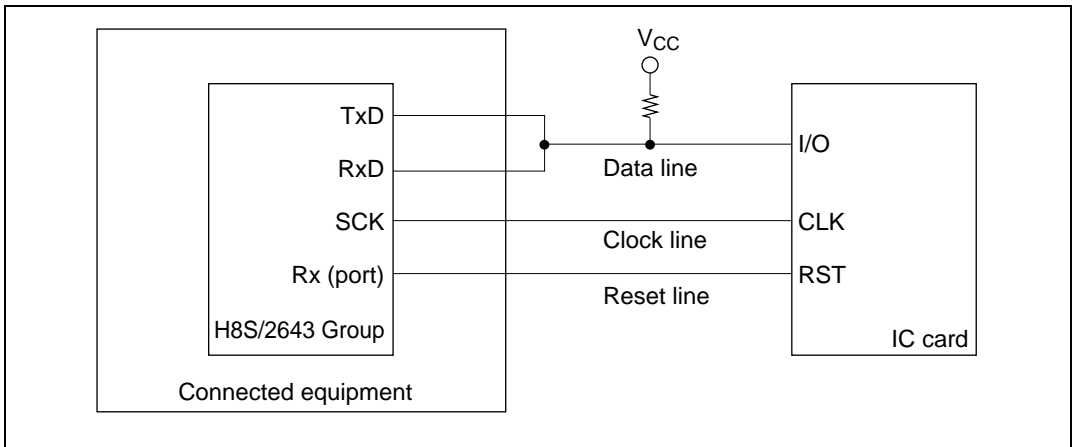 VCC
TxD
I/O
RxD
Data line
SCK
CLK
Clock line
Rx (port)
RST
Reset line
H8S/2643 Group
IC card
Connected equipment